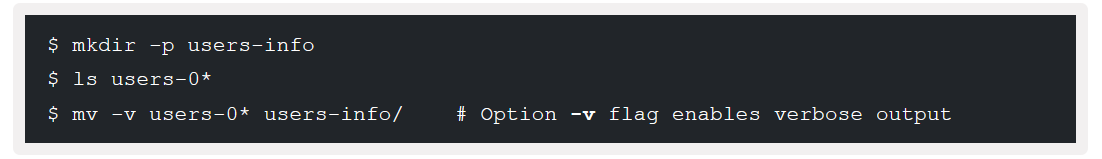 $ mkdir -p users-info
$ ls users-0*
$ mv -v users-0* users-info/    # Option -v flag enables verbose output